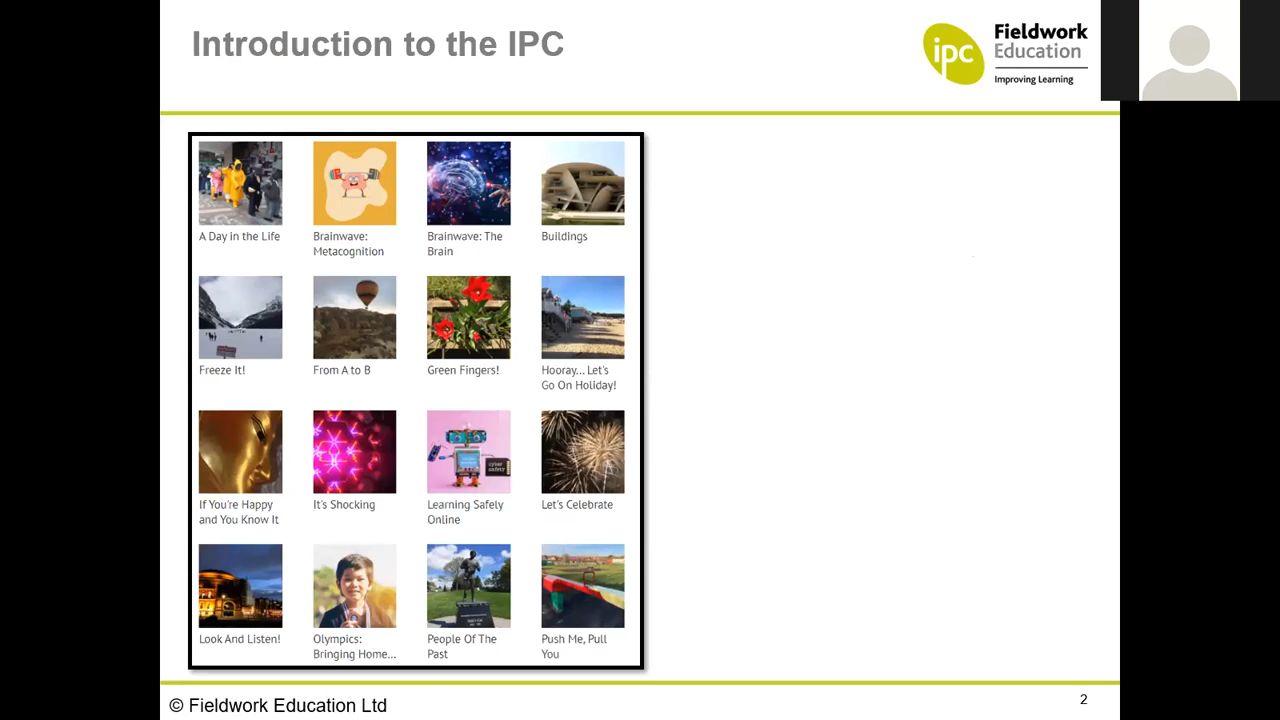 Introduction to the IPC
ipc
Fieldwork
Education
Improving Learning
A Day in the Life
Brainwave:
Metacognition
Brainwave: The
Brain
Buildings
Freeze It!
From A to B
Green Fingers!
Hooray... Let's
Go On Holiday!
cyber
safety
If You're Happy
and You Know It
It's Shocking
Learning Safely
Online
Let's Celebrate
Look And Listen!
Olympics:
Bringing Home...
People Of The
Past
Push Me, Pull
You
© Fieldwork Education Ltd
2